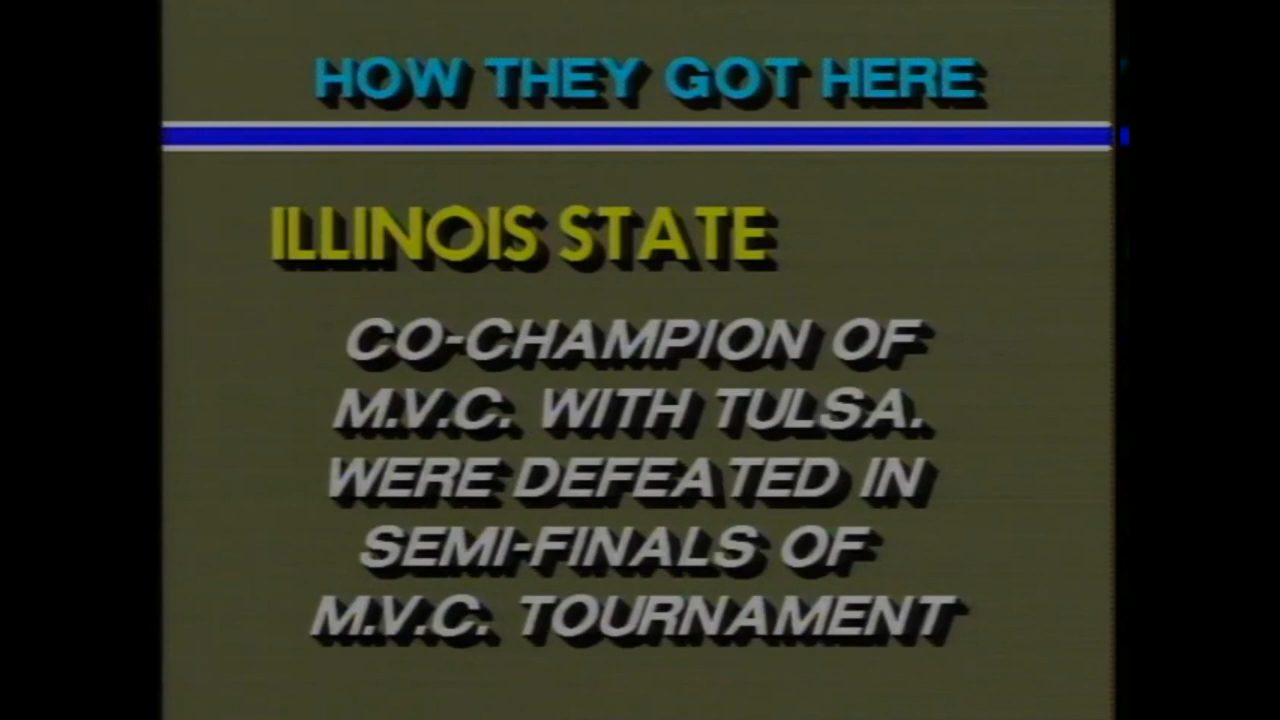 HOW THEY GOT HERE
ILLINOIS STATE
CO-CHAMPION OF
M.V.C. WITH TULSA.
WERE DEFEATED IN
SEMI-FINALS OF
M.V.C. TOURNAMENT